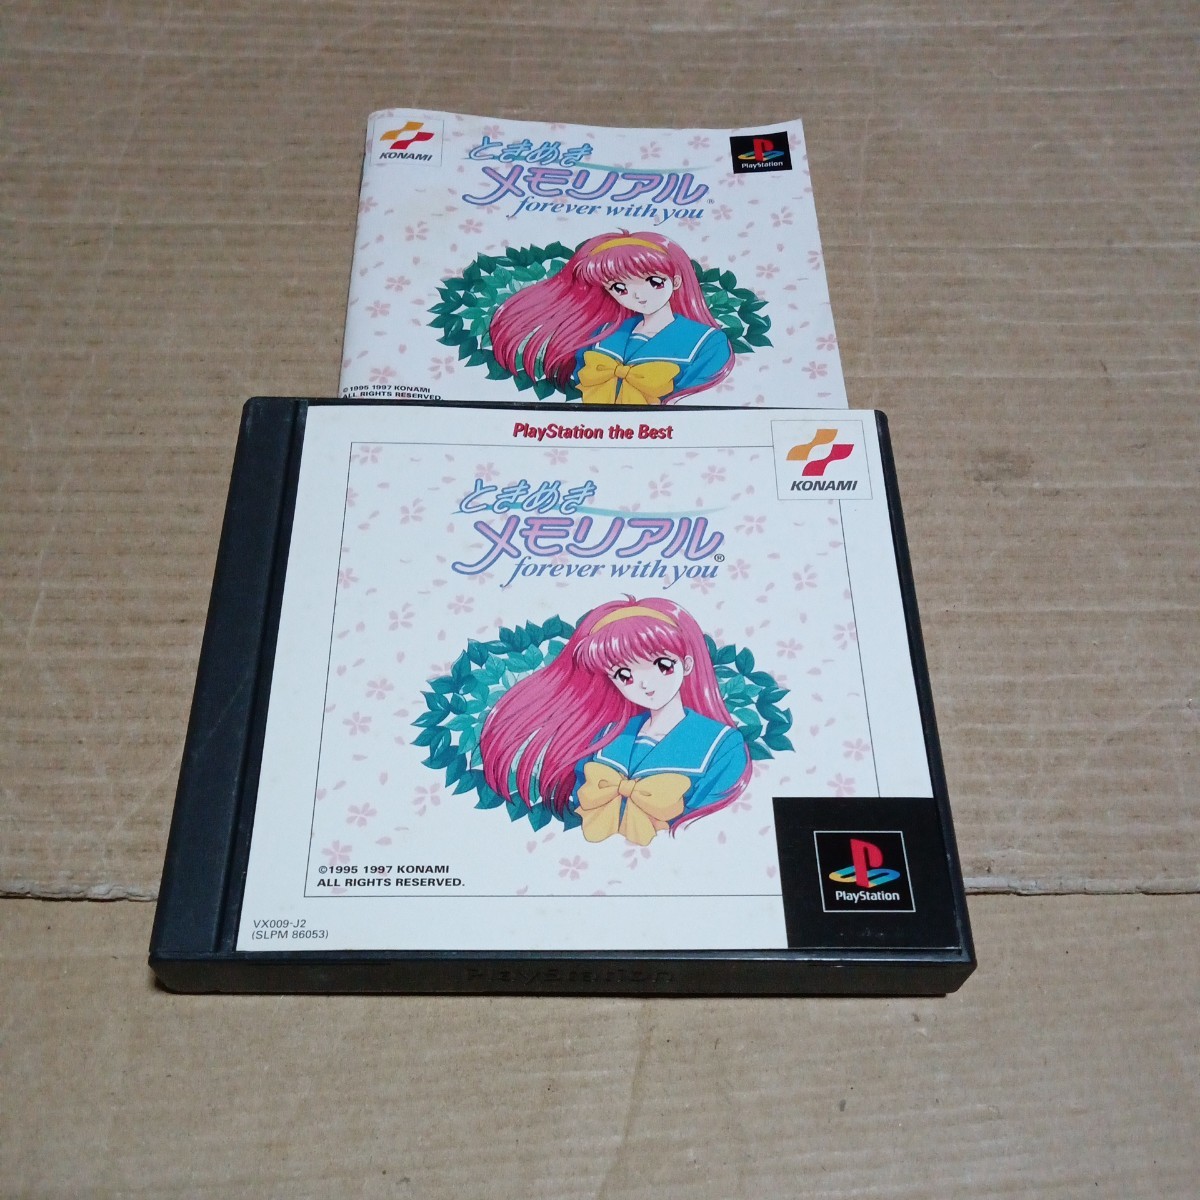 KONAMI
PlayStation
ときめき
メモリアル®
forever with you
©1995 1997 KONAMI
ALL RIGHTS RESERVED.
PlayStation the Best
KONAMI
ときめき
メモリアル®
forever with you
©1995 1997 KONAMI
ALL RIGHTS RESERVED.
PlayStation
VX009-J2
(SLPM 86053)
PlayStation